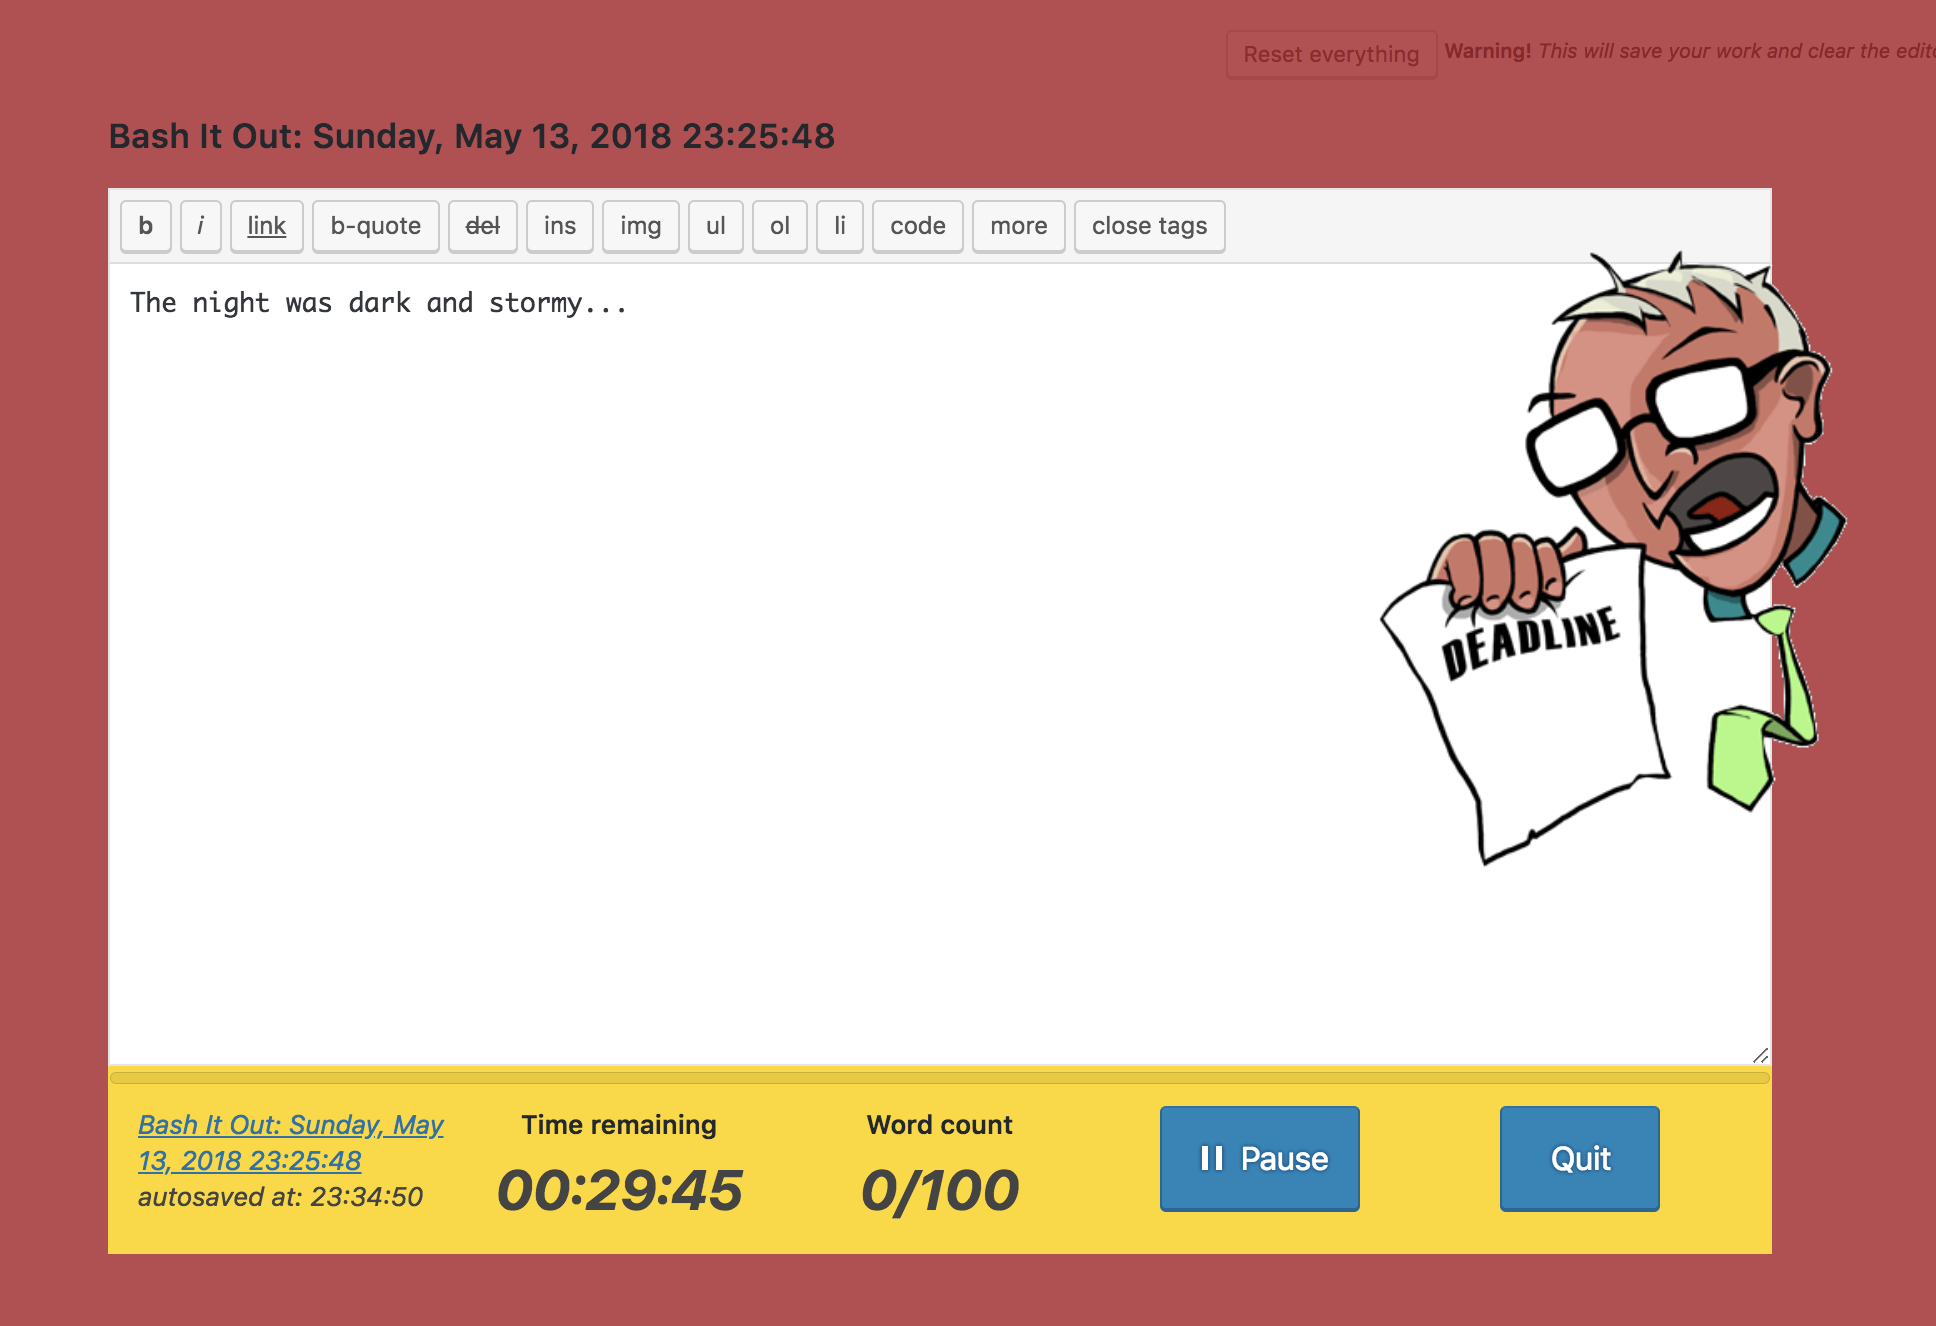 Reset everything Warning! This will save your work and clear the
Bash It Out: Sunday, May 13, 2018 23:25:48
b i link b-quote del ins img ul ol li code more close tags
The night was dark and stormy...
DEADLINE
Bash It Out: Sunday, May
13, 2018 23:25:48
autosaved at: 23:34:50
Time remaining
00:29:45
Word count
0/100
Pause
Quit